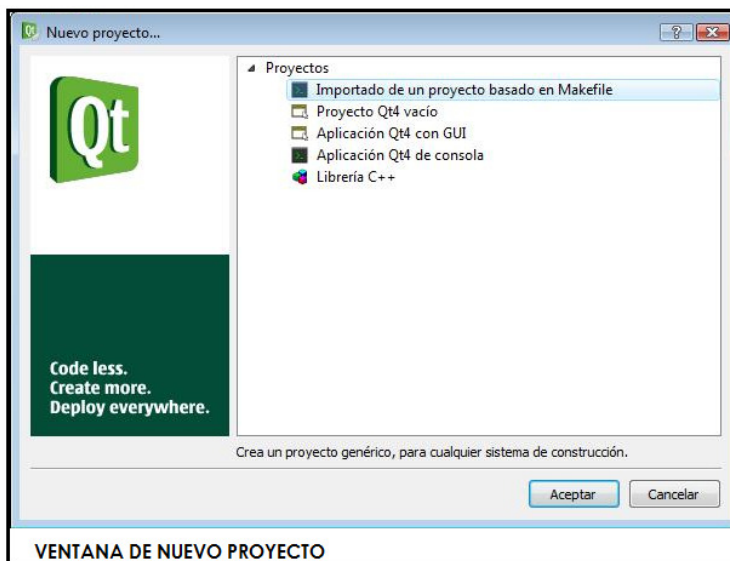 Nuevo proyecto...
Qt
Code less.
Create more.
Deploy everywhere.
Proyectos
Importado de un proyecto basado en Makefile
Proyecto Qt4 vacío
Aplicación Qt4 con GUI
Aplicación Qt4 de consola
Librería C++
Crea un proyecto genérico, para cualquier sistema de construcción.
Aceptar Cancelar
VENTANA DE NUEVO PROYECTO